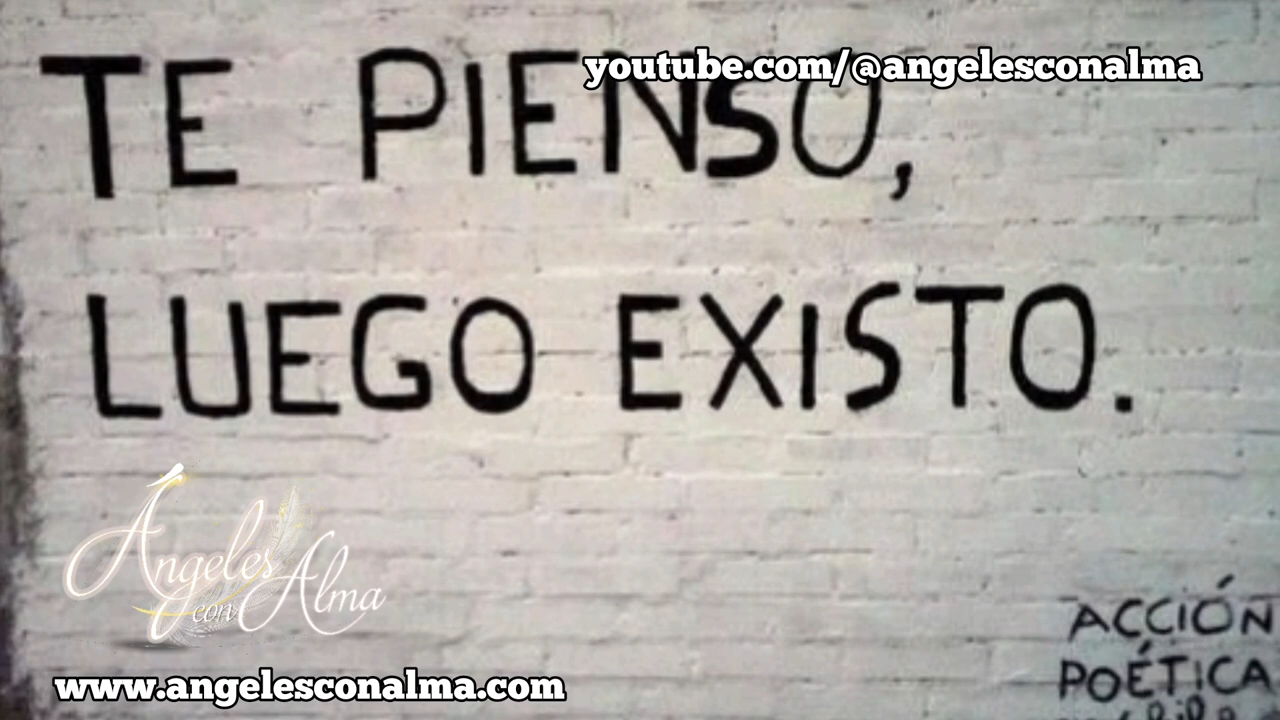 youtube.com/@angelesconalma
TE PIENSO,
LUEGO EXISTO.
Ángeles
con Alma
ACCIÓN
POÉTICA
www.angelesconalma.com